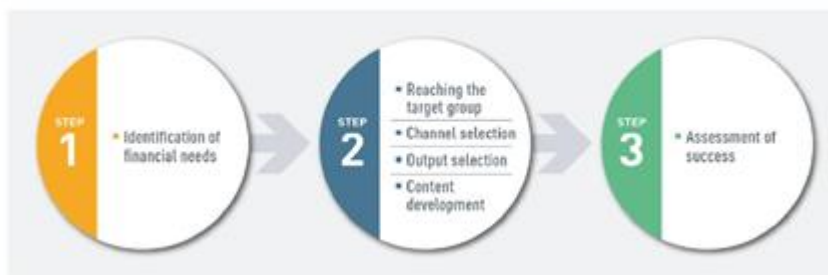 STEP
1
▪ Identification of
financial needs
STEP
2
▪ Reaching the
target group
▪ Channel selection
▪ Output selection
▪ Content
development
STEP
3
▪ Assessment of
success